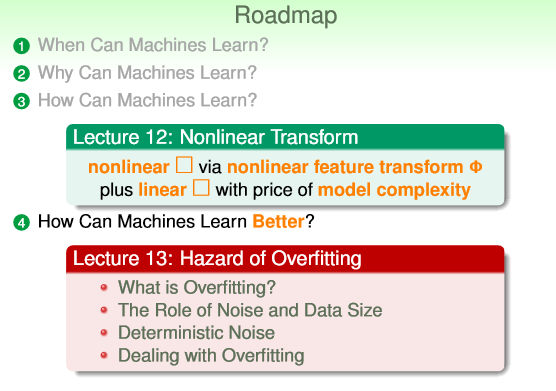 Roadmap
1 When Can Machines Learn?
2 Why Can Machines Learn?
3 How Can Machines Learn?
Lecture 12: Nonlinear Transform
nonlinear □ via nonlinear feature transform Φ
plus linear □ with price of model complexity
4 How Can Machines Learn Better?
Lecture 13: Hazard of Overfitting
• What is Overfitting?
• The Role of Noise and Data Size
• Deterministic Noise
• Dealing with Overfitting